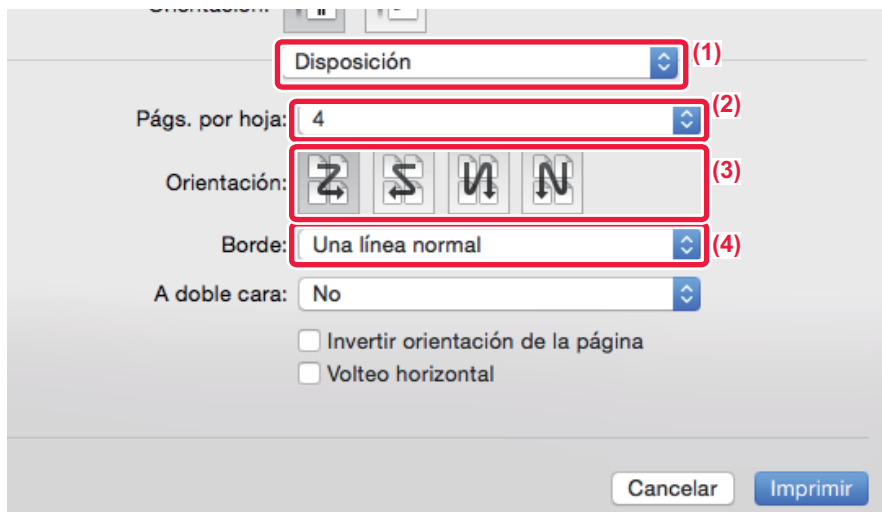 Orientación:
Disposición (1)
Págs. por hoja: 4 (2)
Orientación: (3)
Borde: Una línea normal (4)
A doble cara: No
Invertir orientación de la página
Volteo horizontal
Cancelar Imprimir